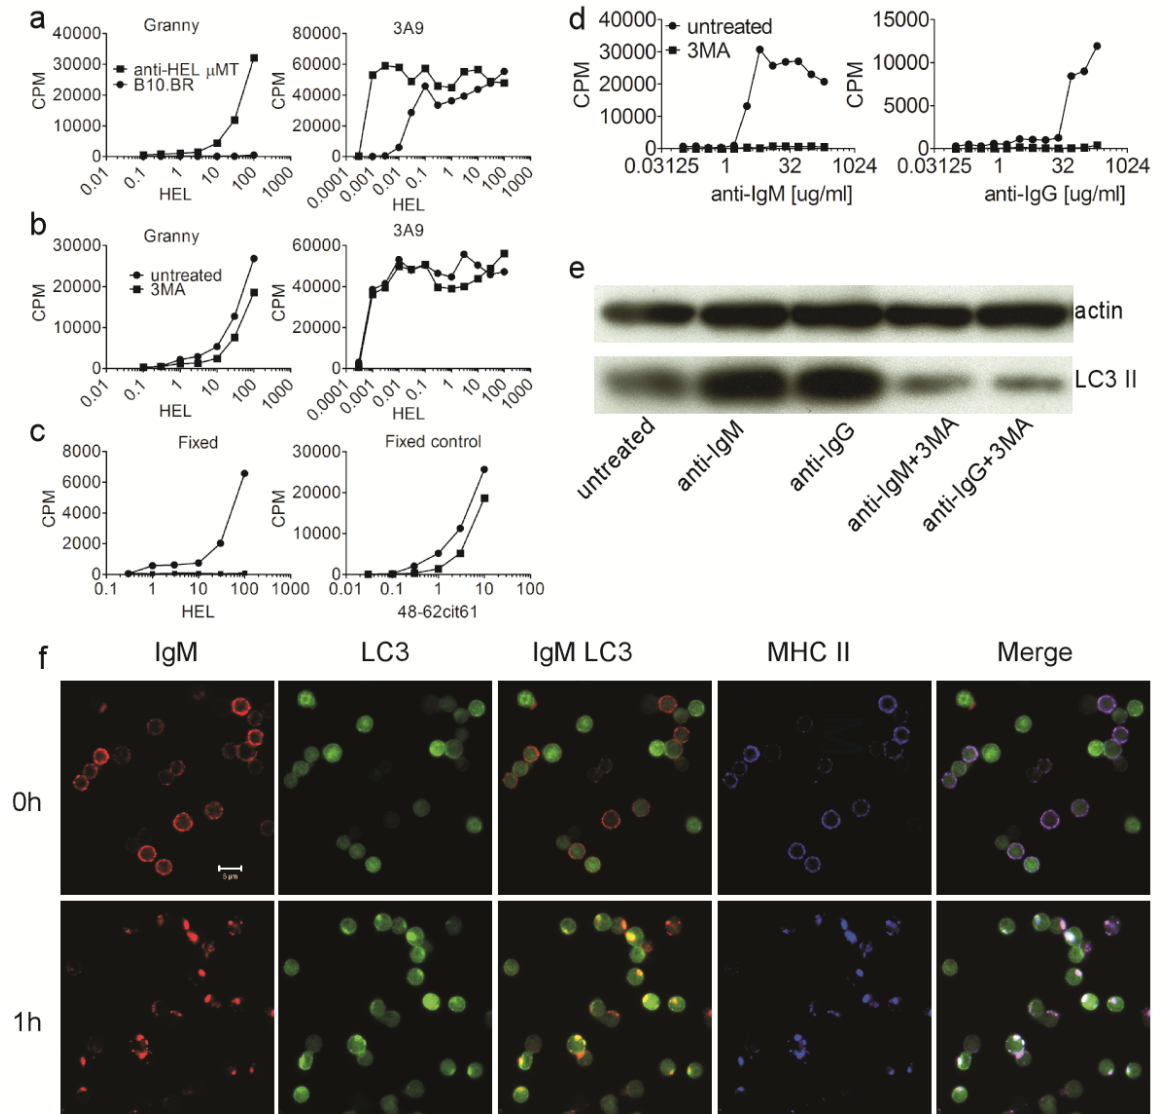 a
Granny
CPM
40000
30000
20000
10000
0
anti-HEL μMT
B10.BR
0.01
0.1
1
10
100
1000
HEL
3A9
CPM
80000
60000
40000
20000
0
0.0001
0.001
0.01
0.1
1
10
100
1000
HEL
b
Granny
CPM
30000
20000
10000
0
untreated
3MA
0.01
0.1
1
10
100
1000
HEL
3A9
CPM
60000
40000
20000
0
0.0001
0.001
0.01
0.1
1
10
100
1000
HEL
c
Fixed
CPM
8000
6000
4000
2000
0
0.1
1
10
100
1000
HEL
Fixed control
CPM
30000
20000
10000
0
0.01
0.1
1
10
100
48-62cit61
d
CPM
40000
30000
20000
10000
0
untreated
3MA
0.03125
1
32
1024
anti-IgM [ug/ml]
CPM
15000
10000
5000
0
0.03125
1
32
1024
anti-IgG [ug/ml]
e
actin
LC3 II
untreated
anti-IgM
anti-IgG
anti-IgM+3MA
anti-IgG+3MA
f
IgM
LC3
IgM LC3
MHC II
Merge
0h
5 μm
1h